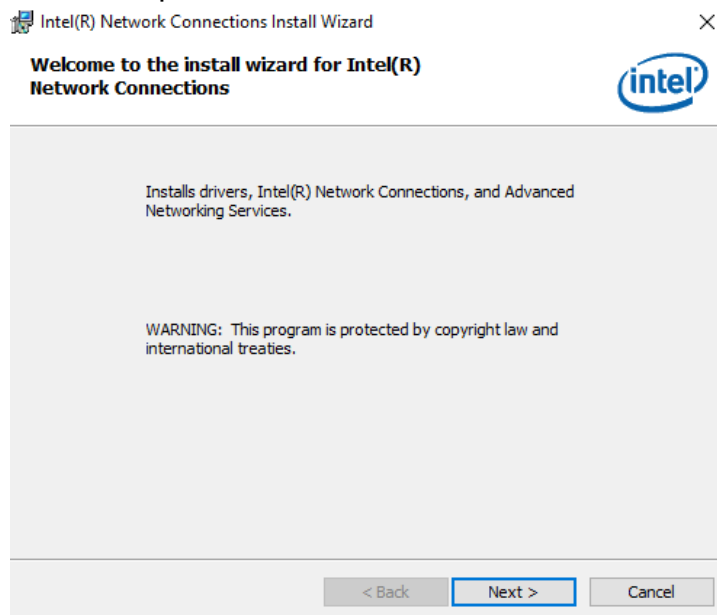 Intel(R) Network Connections Install Wizard
Welcome to the install wizard for Intel(R)
Network Connections
intel
Installs drivers, Intel(R) Network Connections, and Advanced
Networking Services.
WARNING:  This program is protected by copyright law and
international treaties.
< Back
Next >
Cancel